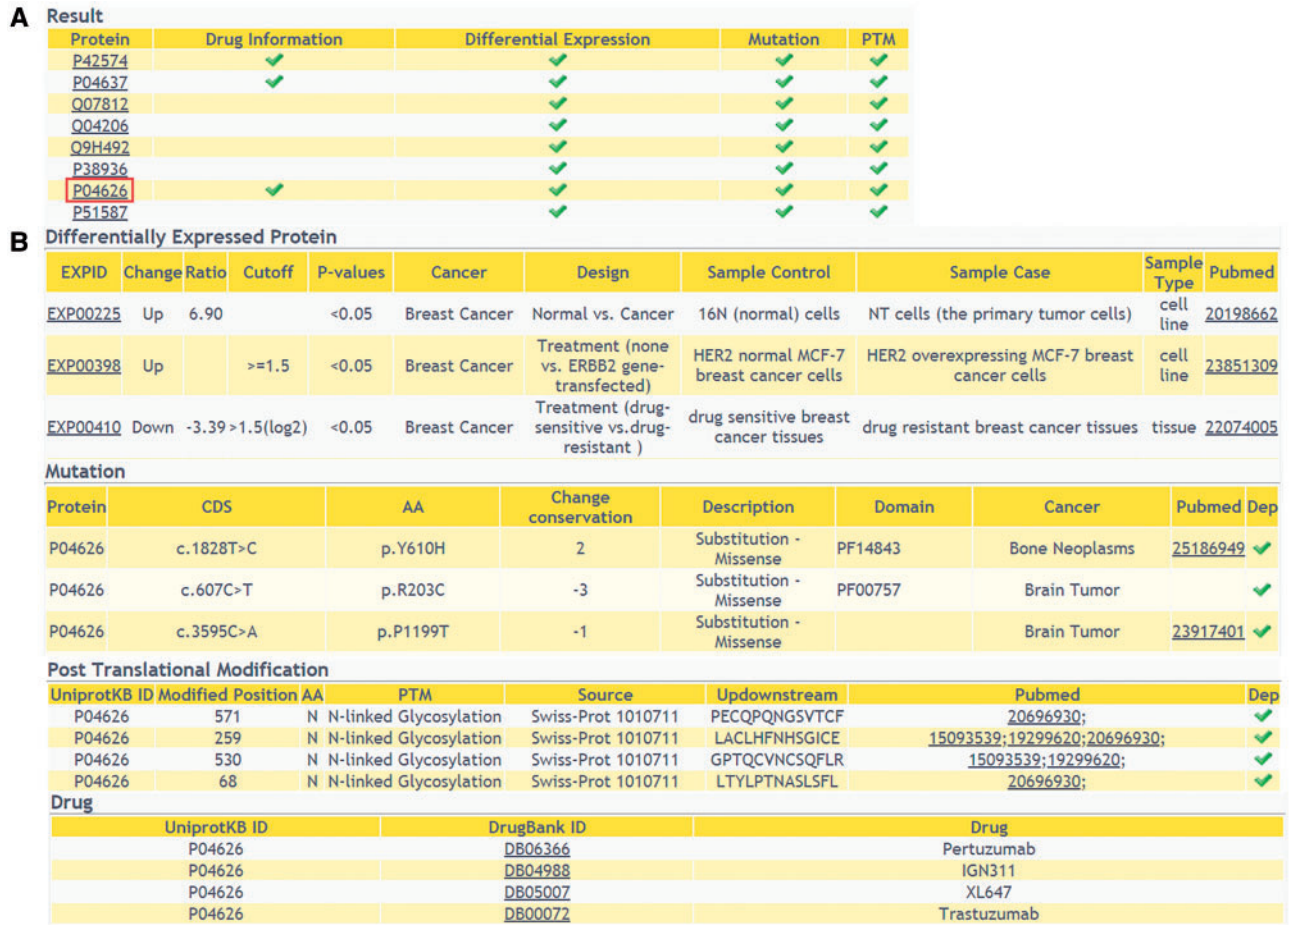 A Result
Protein Drug Information Differential Expression Mutation PTM
P42574
P04637
Q07812
Q04206
Q9H492
P38936
P04626
P51587
B Differentially Expressed Protein
EXPID Change Ratio Cutoff P-values Cancer Design Sample Control Sample Case Sample Type Pubmed
EXP00225 Up 6.90 <0.05 Breast Cancer Normal vs. Cancer 16N (normal) cells NT cells (the primary tumor cells) cell line 20198662
EXP00398 Up >=1.5 <0.05 Breast Cancer Treatment (none vs. ERBB2 gene-transfected) HER2 normal MCF-7 breast cancer cells HER2 overexpressing MCF-7 breast cancer cells cell line 23851309
EXP00410 Down -3.39 >1.5(log2) <0.05 Breast Cancer Treatment (drug-sensitive vs.drug-resistant ) drug sensitive breast cancer tissues drug resistant breast cancer tissues tissue 22074005
Mutation
Protein CDS AA Change conservation Description Domain Cancer Pubmed Dep
P04626 c.1828T>C p.Y610H 2 Substitution - Missense PF14843 Bone Neoplasms 25186949
P04626 c.607C>T p.R203C -3 Substitution - Missense PF00757 Brain Tumor
P04626 c.3595C>A p.P1199T -1 Substitution - Missense Brain Tumor 23917401
Post Translational Modification
UniprotKB ID Modified Position AA PTM Source Updownstream Pubmed Dep
P04626 571 N N-linked Glycosylation Swiss-Prot 1010711 PECQPQNGSVTCF 20696930;
P04626 259 N N-linked Glycosylation Swiss-Prot 1010711 LACLHFNHSGICE 15093539;19299620;20696930;
P04626 530 N N-linked Glycosylation Swiss-Prot 1010711 GPTQCVNCSQFLR 15093539;19299620;
P04626 68 N N-linked Glycosylation Swiss-Prot 1010711 LTYLPTNASLSFL 20696930;
Drug
UniprotKB ID DrugBank ID Drug
P04626 DB06366 Pertuzumab
P04626 DB04988 IGN311
P04626 DB05007 XL647
P04626 DB00072 Trastuzumab